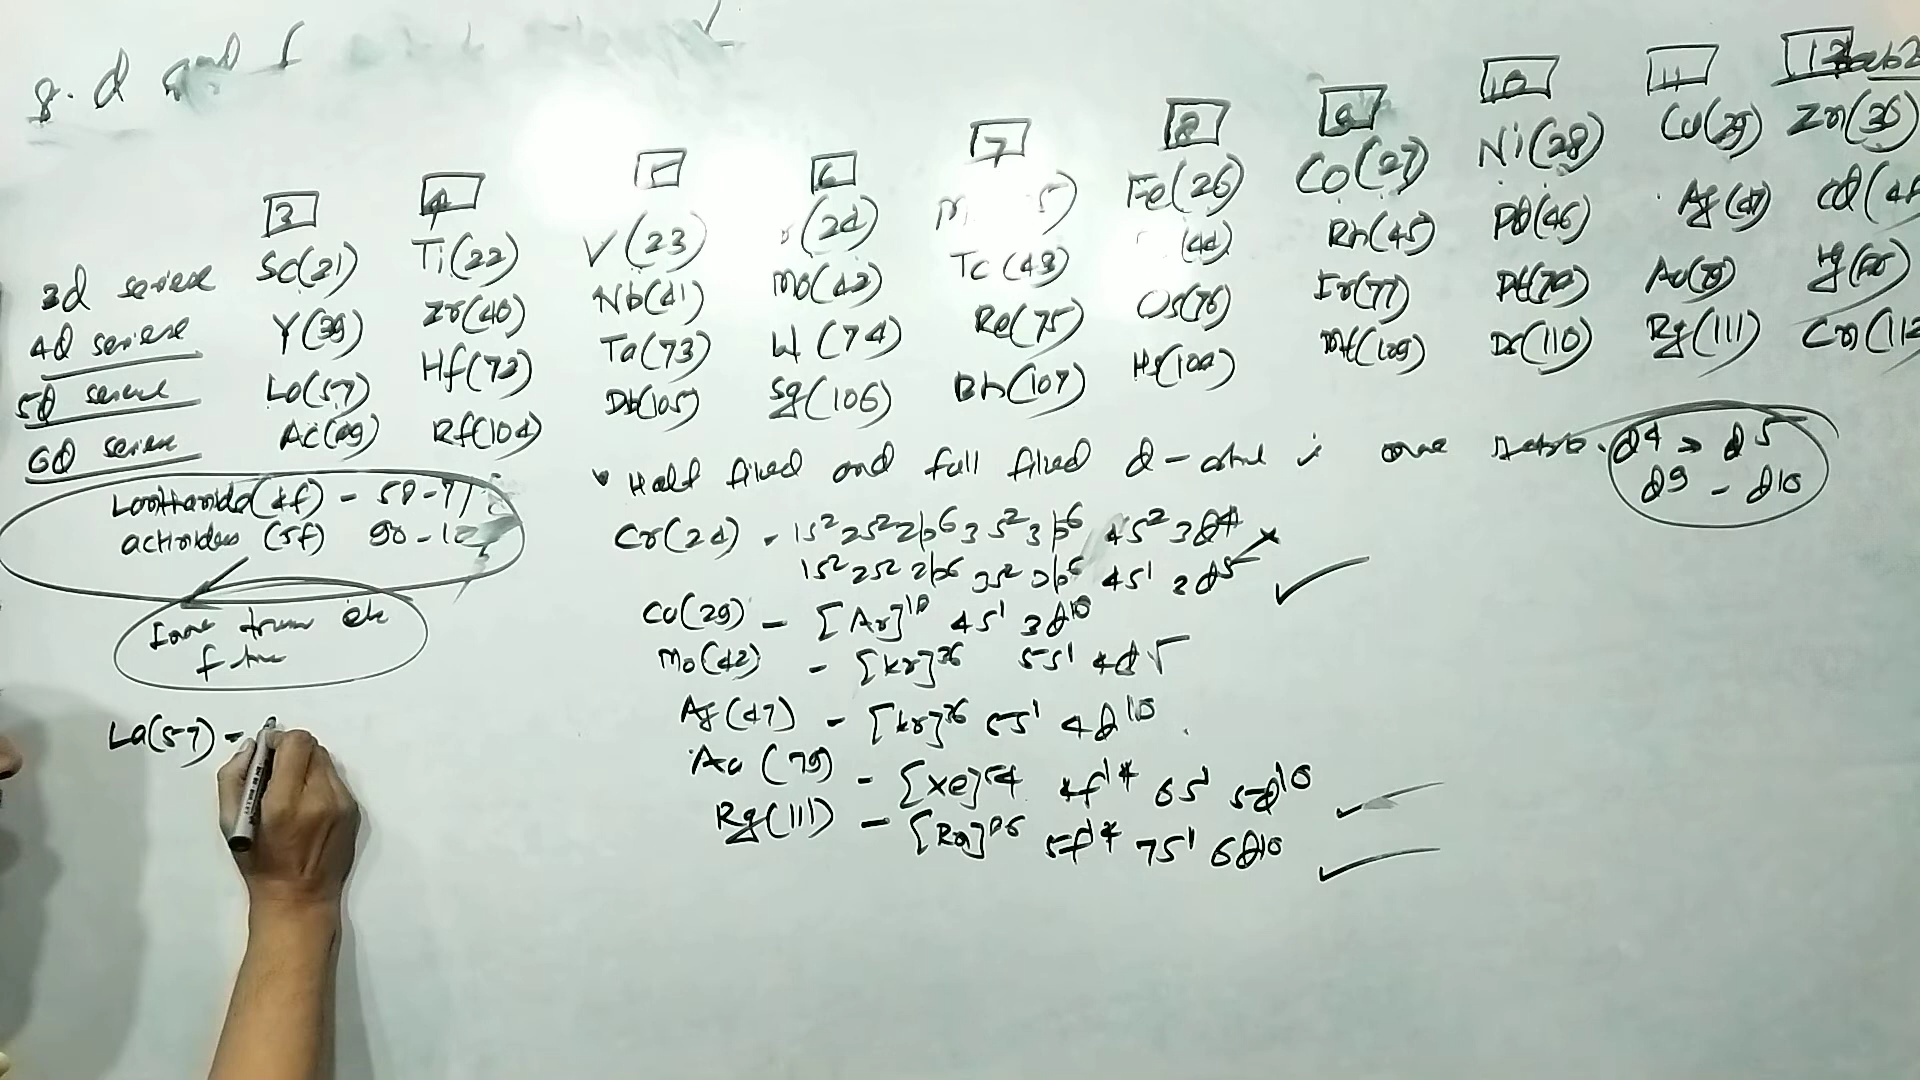 8. d and f
3 4 5 6 7 8 9 10 11 12
3d series Sc(21) Ti(22) V(23) (24) Fe(26) Co(27) Ni(28) Cu(29) Zn(30)
4d series Y(39) Zr(40) Nb(41) Mo(42) Tc(43) (44) Rh(45) Pd(46) Ag(47) Cd(48
5d series La(57) Hf(72) Ta(73) W(74) Re(75) Os(76) Ir(77) Pt(78) Au(79) Hg(80)
6d series Ac(89) Rf(104) Db(105) Sg(106) Bh(107) Hs(108) Mt(109) Ds(110) Rg(111) Cn(112
Lanthanides(4f) - 58-71
actinides (5f) 90-103
Inner
f
La(57) -
• Half filled and full filled d- is more stable. d4 > d5
d9 - d10
Cr(24) - 1s² 2s² 2p⁶ 3s² 3p⁶ 4s² 3d⁴ ×
1s² 2s² 2p⁶ 3s² 3p⁶ 4s¹ 3d⁵ ✓
Cu(29) - [Ar]¹⁸ 4s¹ 3d¹⁰
Mo(42) - [Kr]³⁶ 5s¹ 4d⁵
Ag(47) - [Kr]³⁶ 5s¹ 4d¹⁰
Au(79) - [Xe]⁵⁴ 4f¹⁴ 6s¹ 5d¹⁰ ✓
Rg(111) - [Rn]⁸⁶ 5f¹⁴ 7s¹ 6d¹⁰ ✓